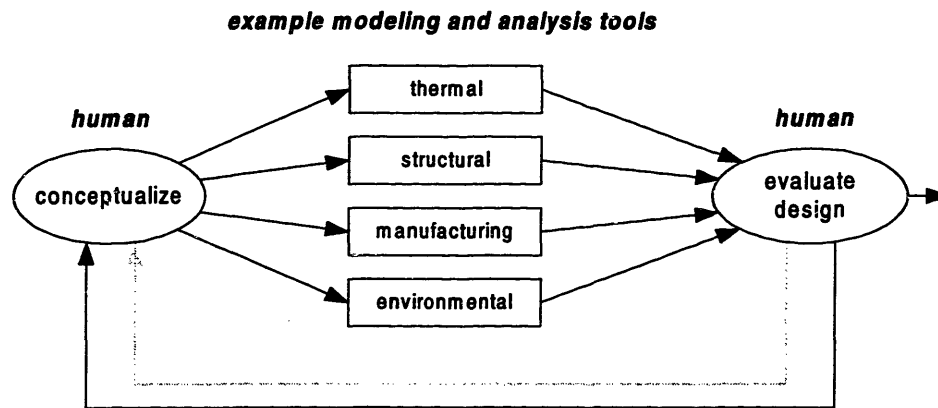 example modeling and analysis tools
thermal
human
human
structural
conceptualize
evaluate
design
manufacturing
environmental